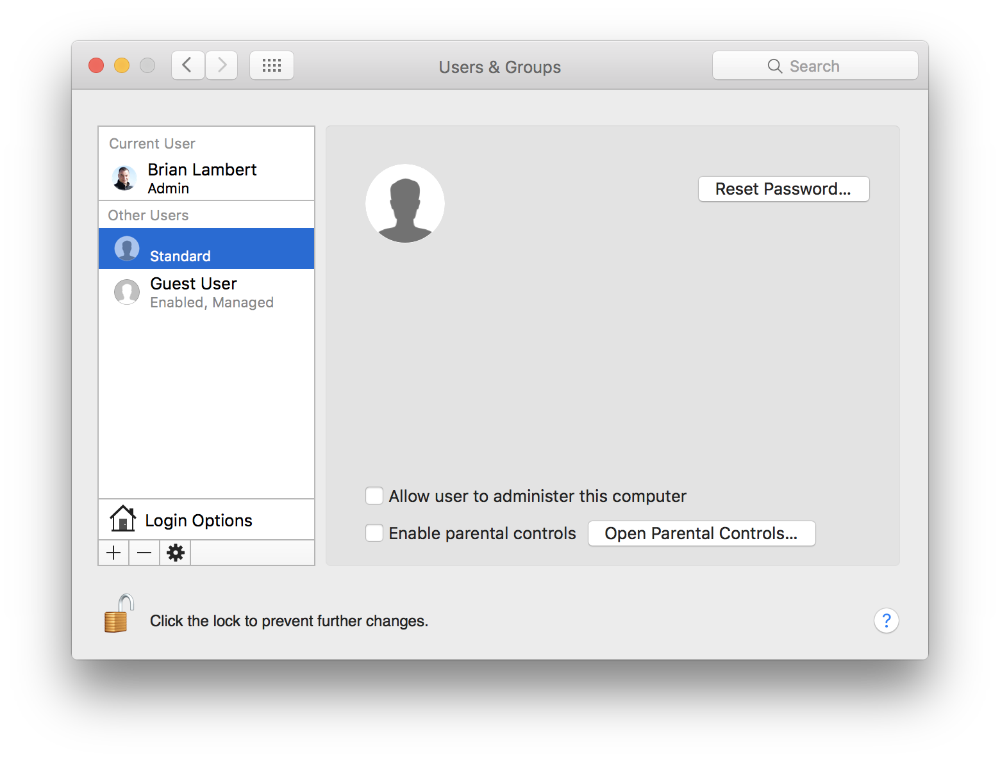 Users & Groups
Search
Current User
Brian Lambert
Admin
Other Users
Standard
Guest User
Enabled, Managed
Login Options
Reset Password...
Allow user to administer this computer
Enable parental controls
Open Parental Controls...
Click the lock to prevent further changes.
?